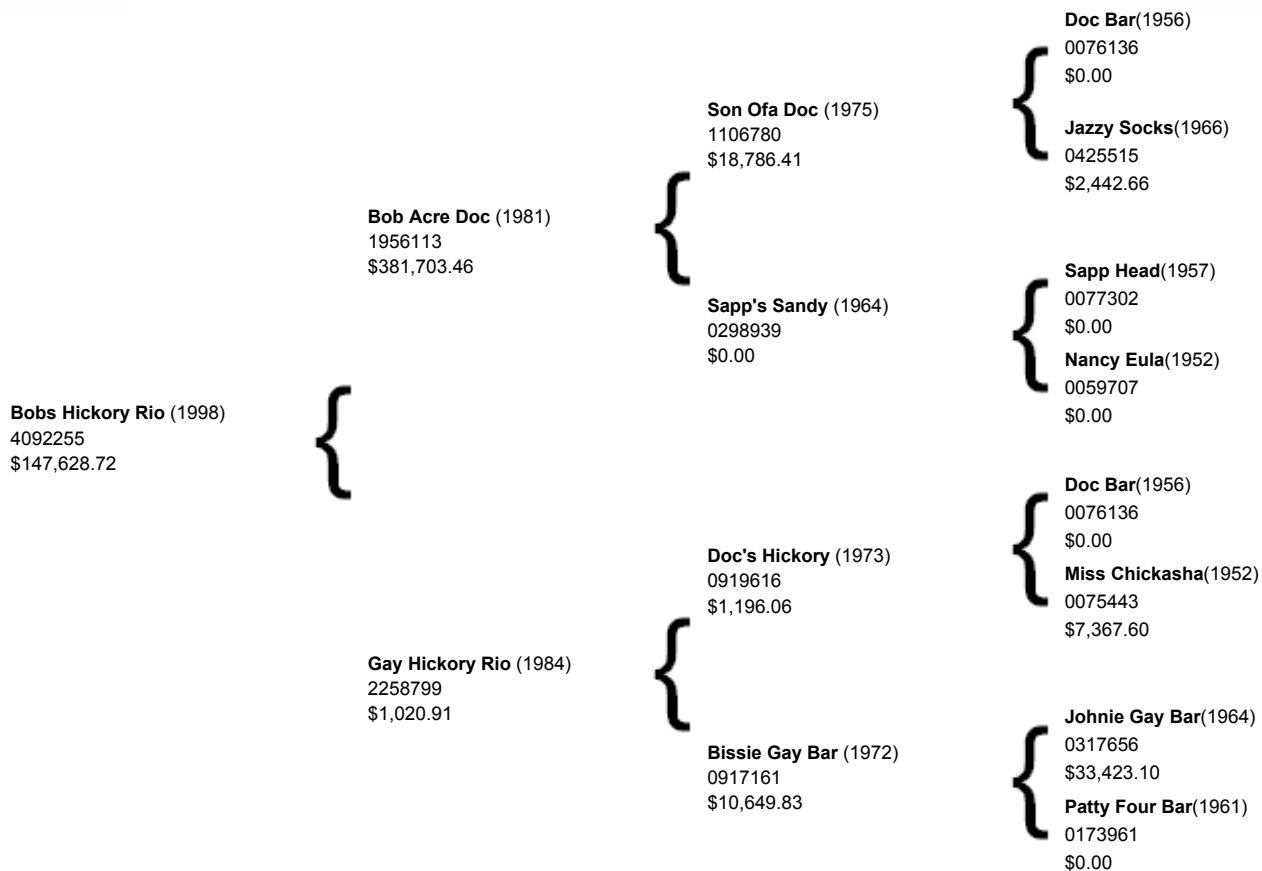 Bobs Hickory Rio (1998)
4092255
$147,628.72
Bob Acre Doc (1981)
1956113
$381,703.46
Gay Hickory Rio (1984)
2258799
$1,020.91
Son Ofa Doc (1975)
1106780
$18,786.41
Sapp's Sandy (1964)
0298939
$0.00
Doc's Hickory (1973)
0919616
$1,196.06
Bissie Gay Bar (1972)
0917161
$10,649.83
Doc Bar(1956)
0076136
$0.00
Jazzy Socks(1966)
0425515
$2,442.66
Sapp Head(1957)
0077302
$0.00
Nancy Eula(1952)
0059707
$0.00
Doc Bar(1956)
0076136
$0.00
Miss Chickasha(1952)
0075443
$7,367.60
Johnie Gay Bar(1964)
0317656
$33,423.10
Patty Four Bar(1961)
0173961
$0.00